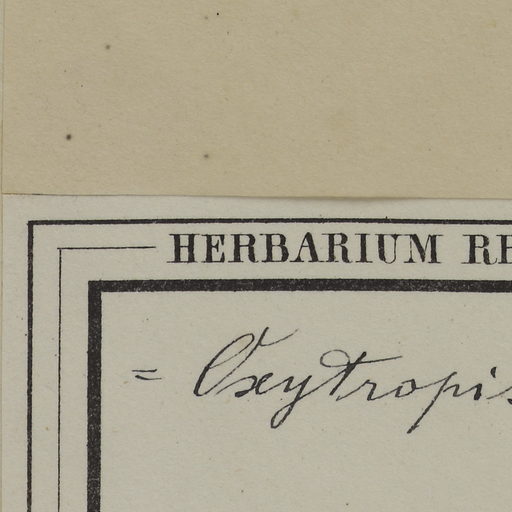 HERBARIUM RE
= Oxytropis